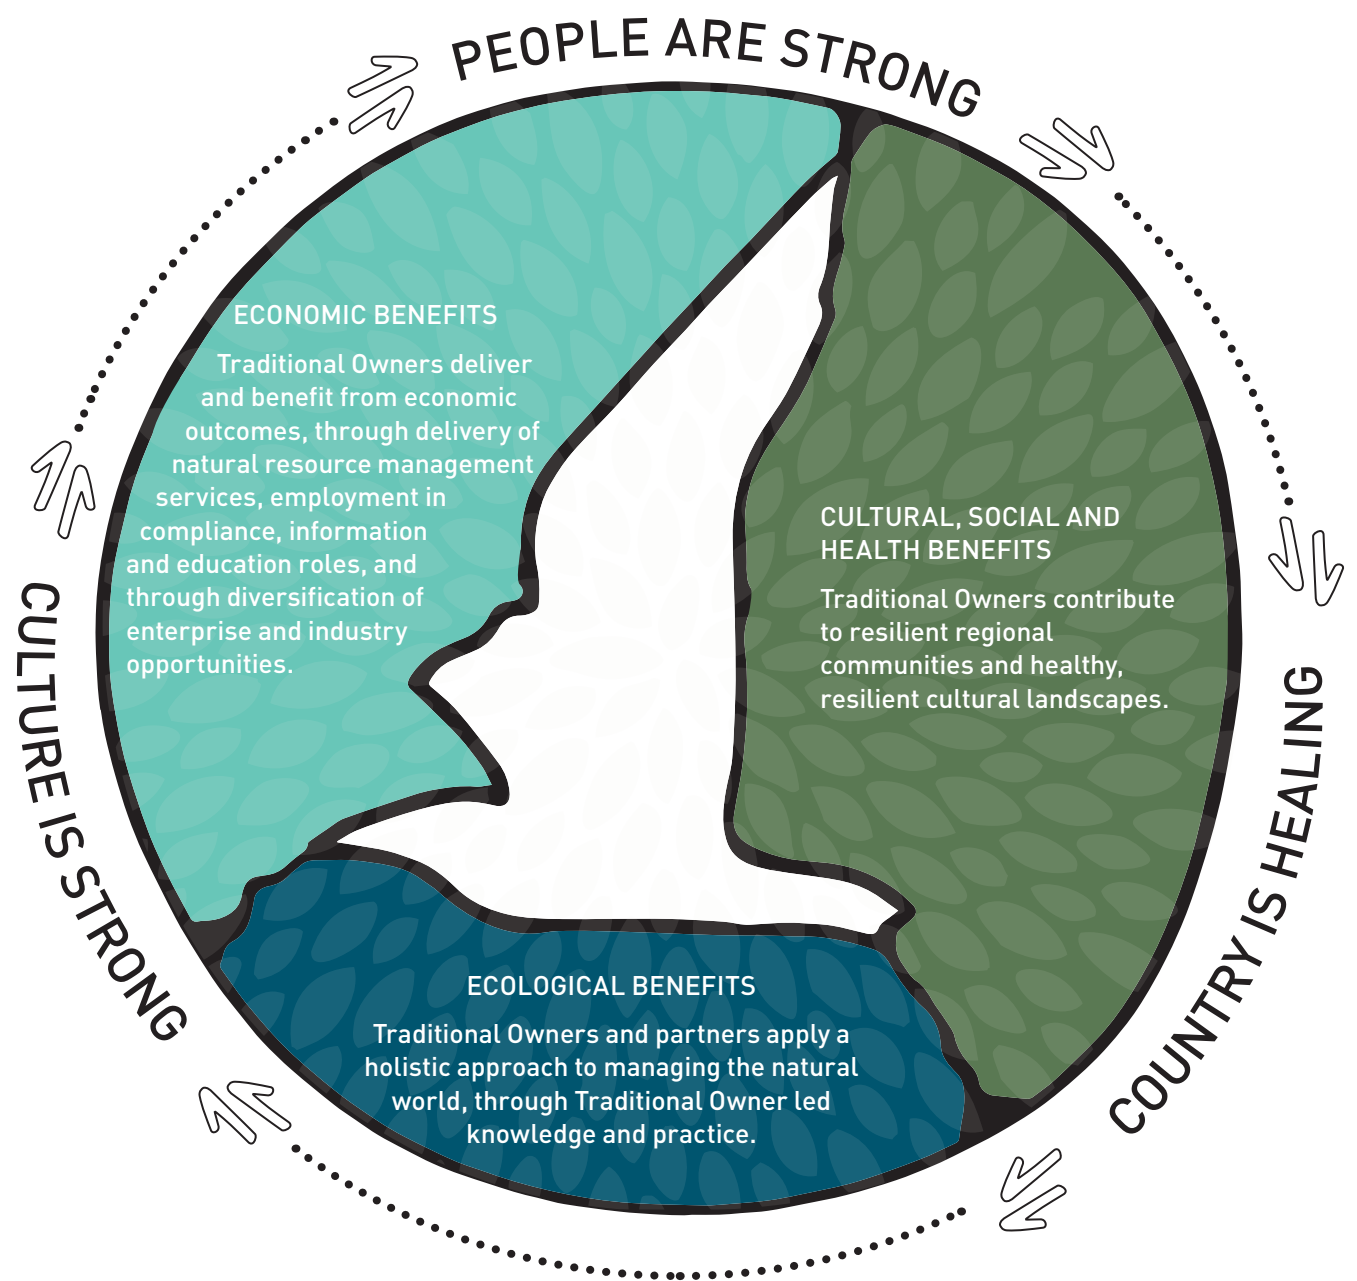 PEOPLE ARE STRONG
ECONOMIC BENEFITS
Traditional Owners deliver
and benefit from economic
outcomes, through delivery of
natural resource management
services, employment in
compliance, information
and education roles, and
through diversification of
enterprise and industry
opportunities.
CULTURAL, SOCIAL AND
HEALTH BENEFITS
Traditional Owners contribute
to resilient regional
communities and healthy,
resilient cultural landscapes.
COUNTRY IS HEALING
ECOLOGICAL BENEFITS
Traditional Owners and partners apply a
holistic approach to managing the natural
world, through Traditional Owner led
knowledge and practice.
CULTURE IS STRONG